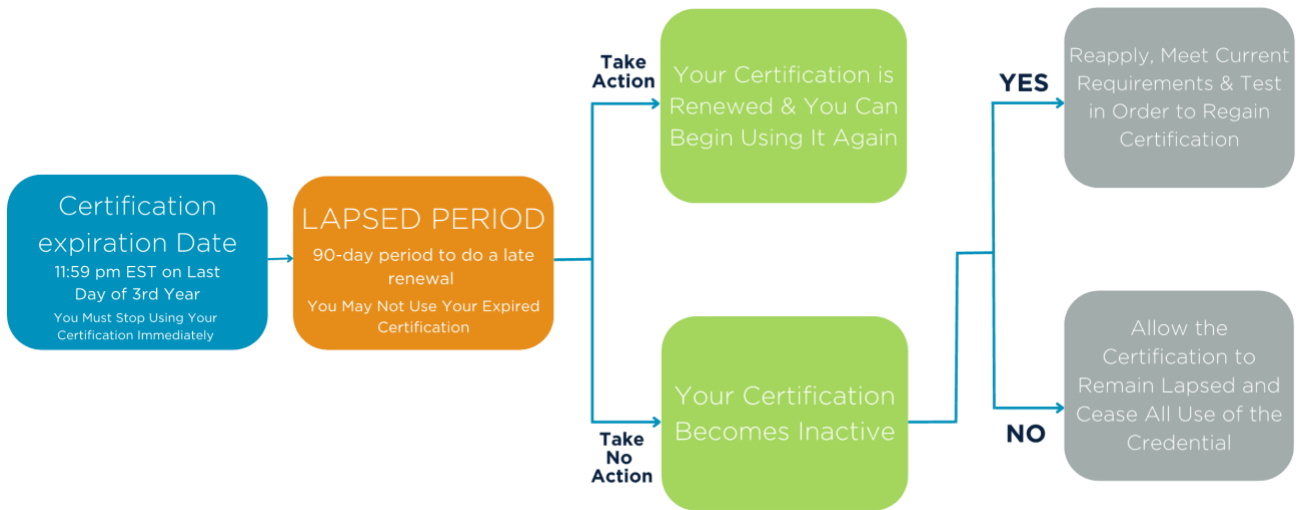 Certification
expiration Date
11:59 pm EST on Last
Day of 3rd Year
You Must Stop Using Your
Certification Immediately
LAPSED PERIOD
90-day period to do a late
renewal
You May Not Use Your Expired
Certification
Take
Action
Your Certification is
Renewed & You Can
Begin Using It Again
Take
No
Action
Your Certification
Becomes Inactive
YES
Reapply, Meet Current
Requirements & Test
in Order to Regain
Certification
NO
Allow the
Certification to
Remain Lapsed and
Cease All Use of the
Credential